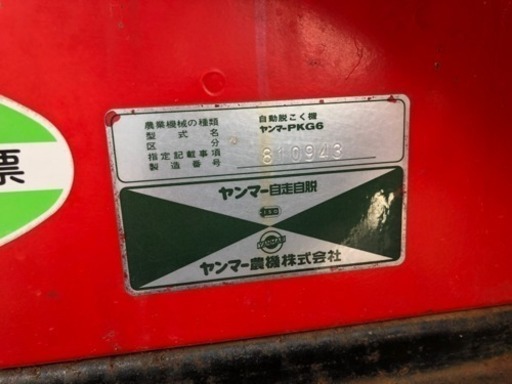 票
農業機械の種類 自動脱こく機
型式名 ヤンマーPKG6
区分
指定記載事項
製造番号 810943
ヤンマー自走自脱
ヤンマー農機株式会社